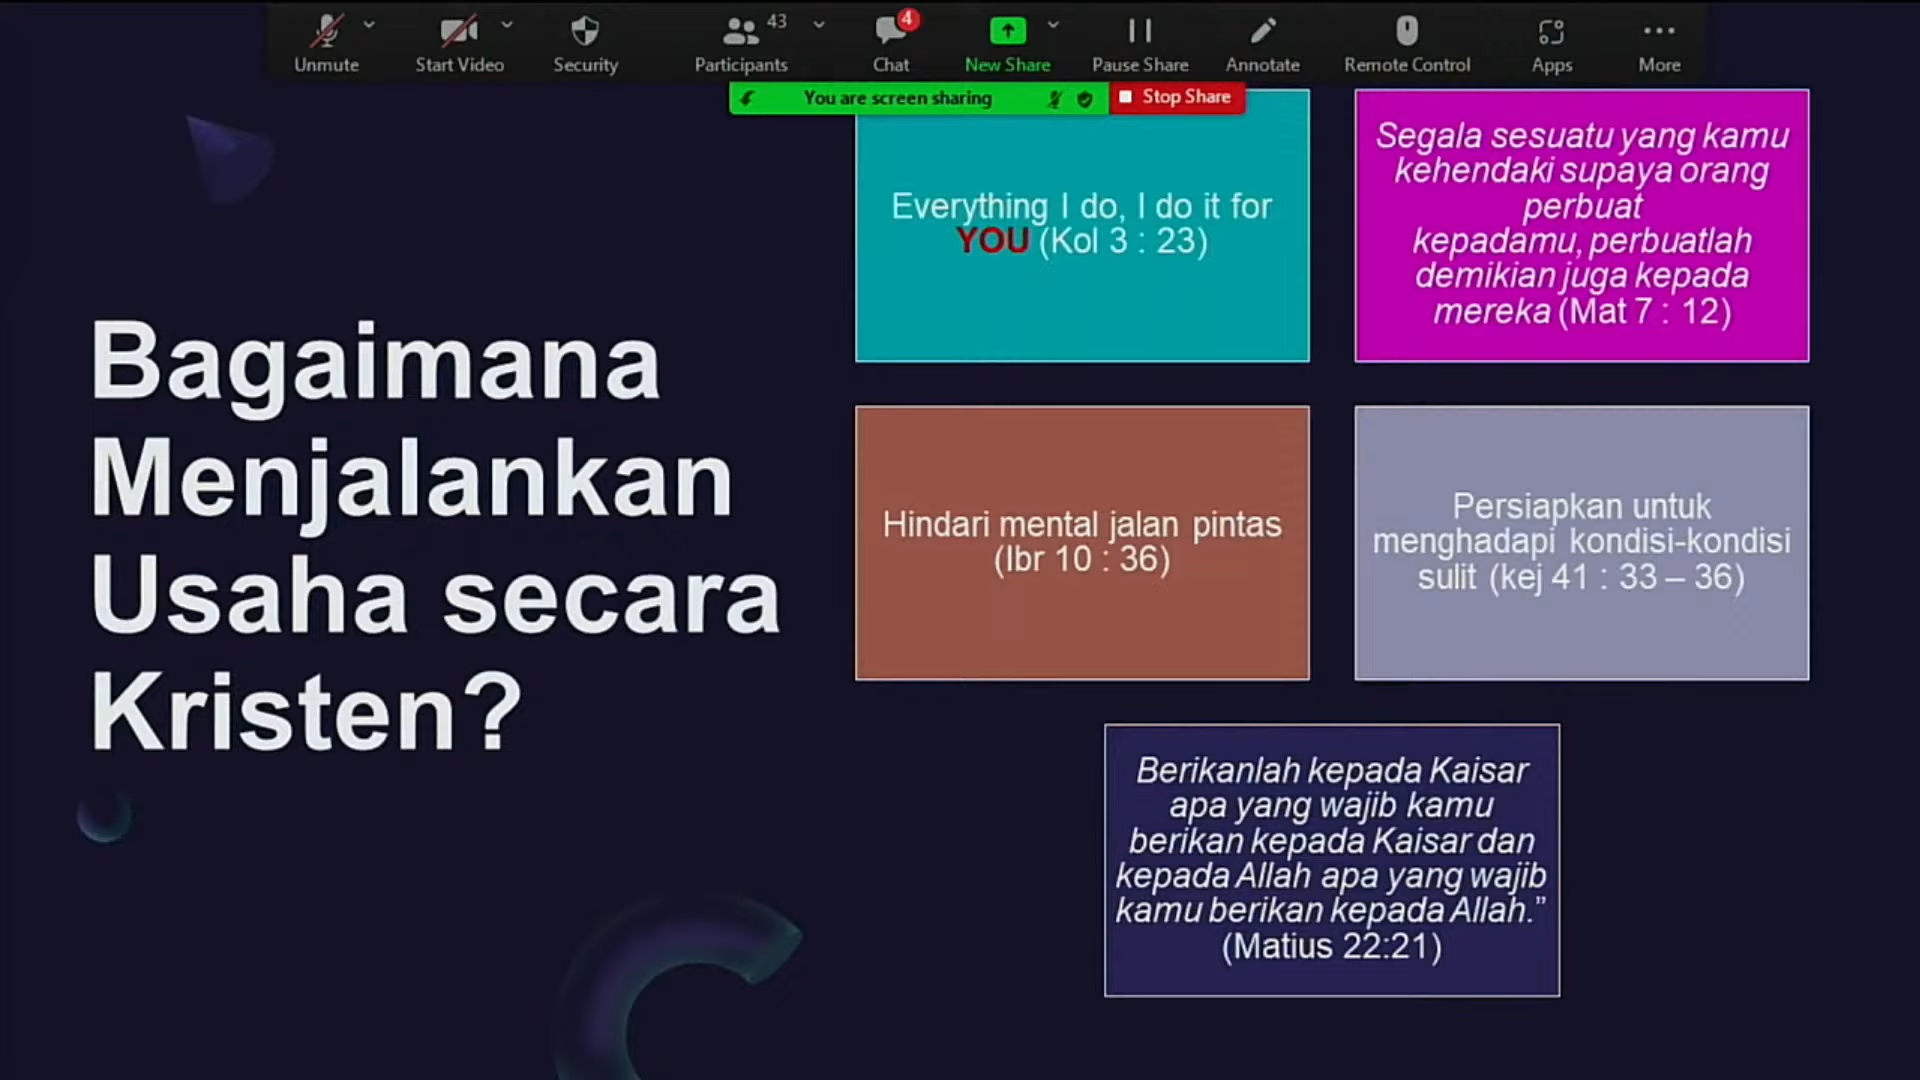 Unmute
Start Video
Security
Participants
43
Chat
4
New Share
Pause Share
Annotate
Remote Control
Apps
More
You are screen sharing
Stop Share
Bagaimana
Menjalankan
Usaha secara
Kristen?
Everything I do, I do it for
YOU (Kol 3 : 23)
Segala sesuatu yang kamu
kehendaki supaya orang
perbuat
kepadamu, perbuatlah
demikian juga kepada
mereka (Mat 7 : 12)
Hindari mental jalan pintas
(Ibr 10 : 36)
Persiapkan untuk
menghadapi kondisi-kondisi
sulit (kej 41 : 33 – 36)
Berikanlah kepada Kaisar
apa yang wajib kamu
berikan kepada Kaisar dan
kepada Allah apa yang wajib
kamu berikan kepada Allah.”
(Matius 22:21)